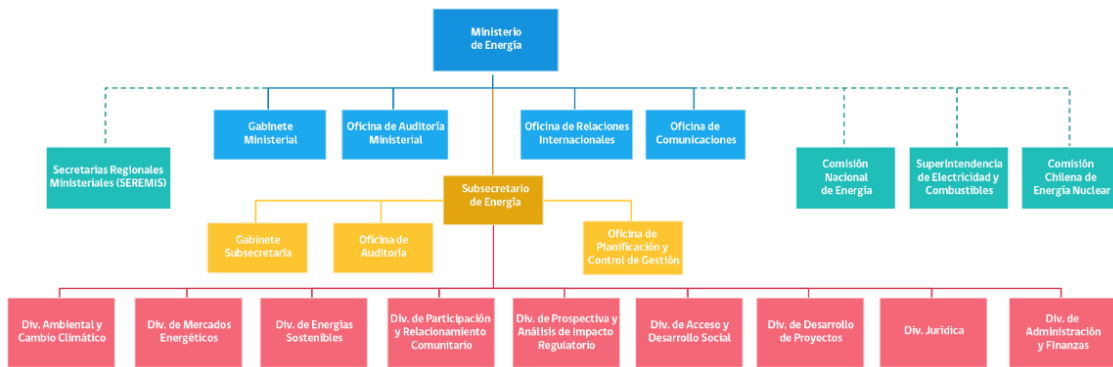 Ministerio
de Energía
Gabinete
Ministerial
Oficina de Auditoría
Ministerial
Oficina de Relaciones
Internacionales
Oficina de
Comunicaciones
Secretarías Regionales
Ministeriales (SEREMIS)
Comisión
Nacional
de Energía
Superintendencia
de Electricidad y
Combustibles
Comisión
Chilena de
Energía Nuclear
Subsecretario
de Energía
Gabinete
Subsecretaría
Oficina de
Auditoría
Oficina de
Planificación y
Control de Gestión
Div. Ambiental y
Cambio Climático
Div. de Mercados
Energéticos
Div. de Energías
Sostenibles
Div. de Participación
y Relacionamiento
Comunitario
Div. de Prospectiva y
Análisis de Impacto
Regulatorio
Div. de Acceso y
Desarrollo Social
Div. de Desarrollo
de Proyectos
Div. Jurídica
Div. de
Administración
y Finanzas